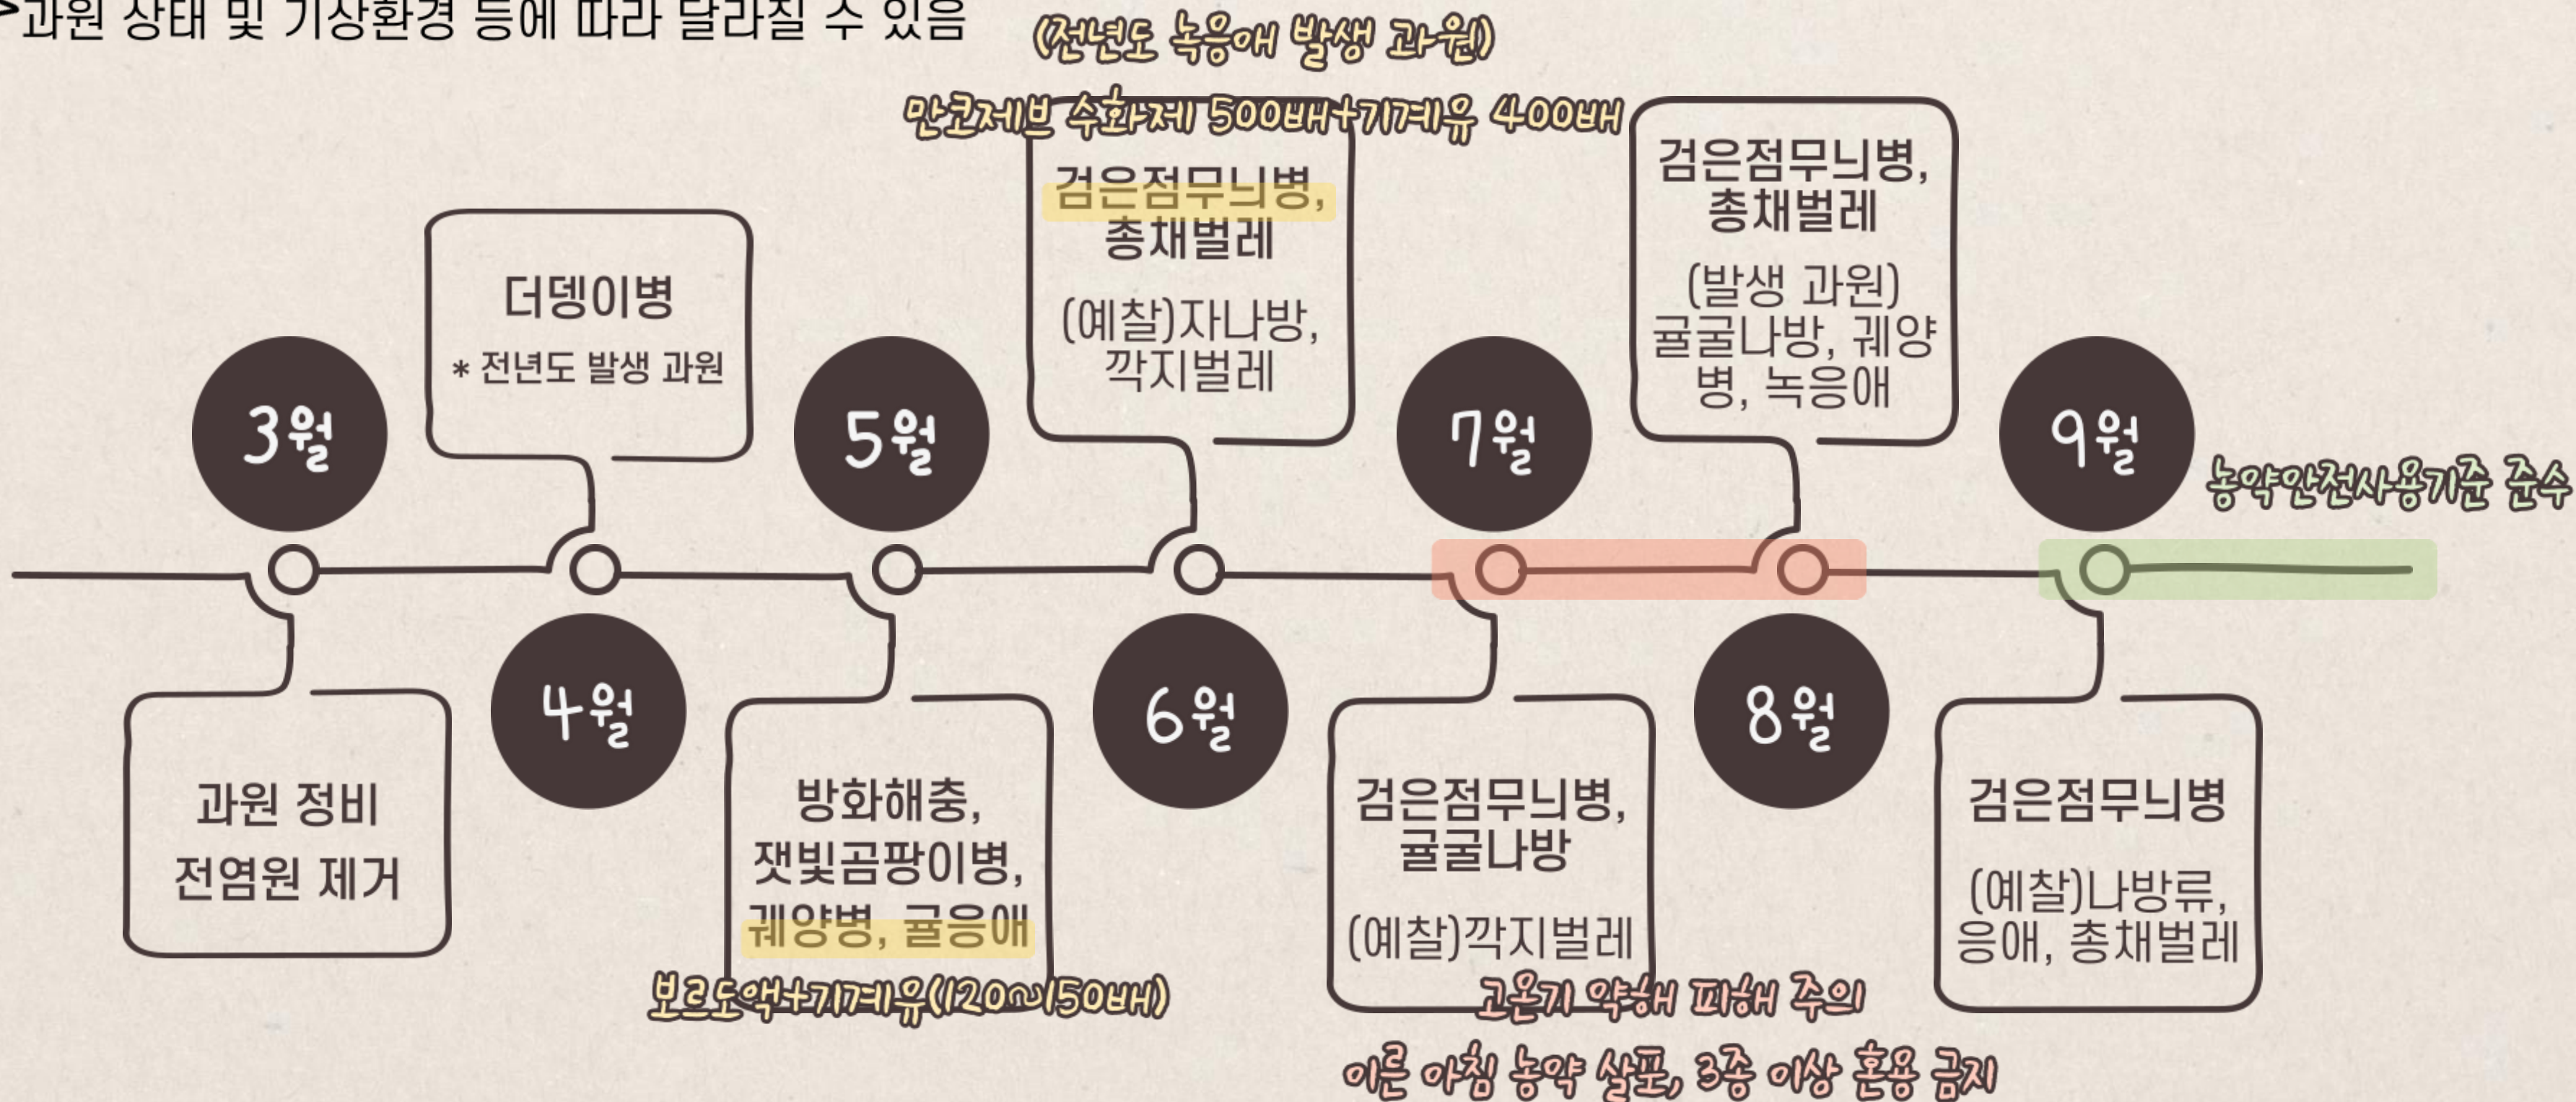 >과원 상태 및 기상환경 등에 따라 달라질 수 있음
(전년도 녹응애 발생 과원)
만코제브 수화제 500배+기계유 400배
3월
과원 정비
전염원 제거
4월
더뎅이병
* 전년도 발생 과원
5월
방화해충,
잿빛곰팡이병,
궤양병, 귤응애
보르도액+기계유(120~150배)
6월
검은점무늬병,
총채벌레
(예찰)자나방,
깍지벌레
7월
검은점무늬병,
귤굴나방
(예찰)깍지벌레
고온기 약해 피해 주의
이른 아침 농약 살포, 3종 이상 혼용 금지
8월
검은점무늬병,
총채벌레
(발생 과원)
귤굴나방, 궤양
병, 녹응애
9월
농약안전사용기준 준수
검은점무늬병
(예찰)나방류,
응애, 총채벌레